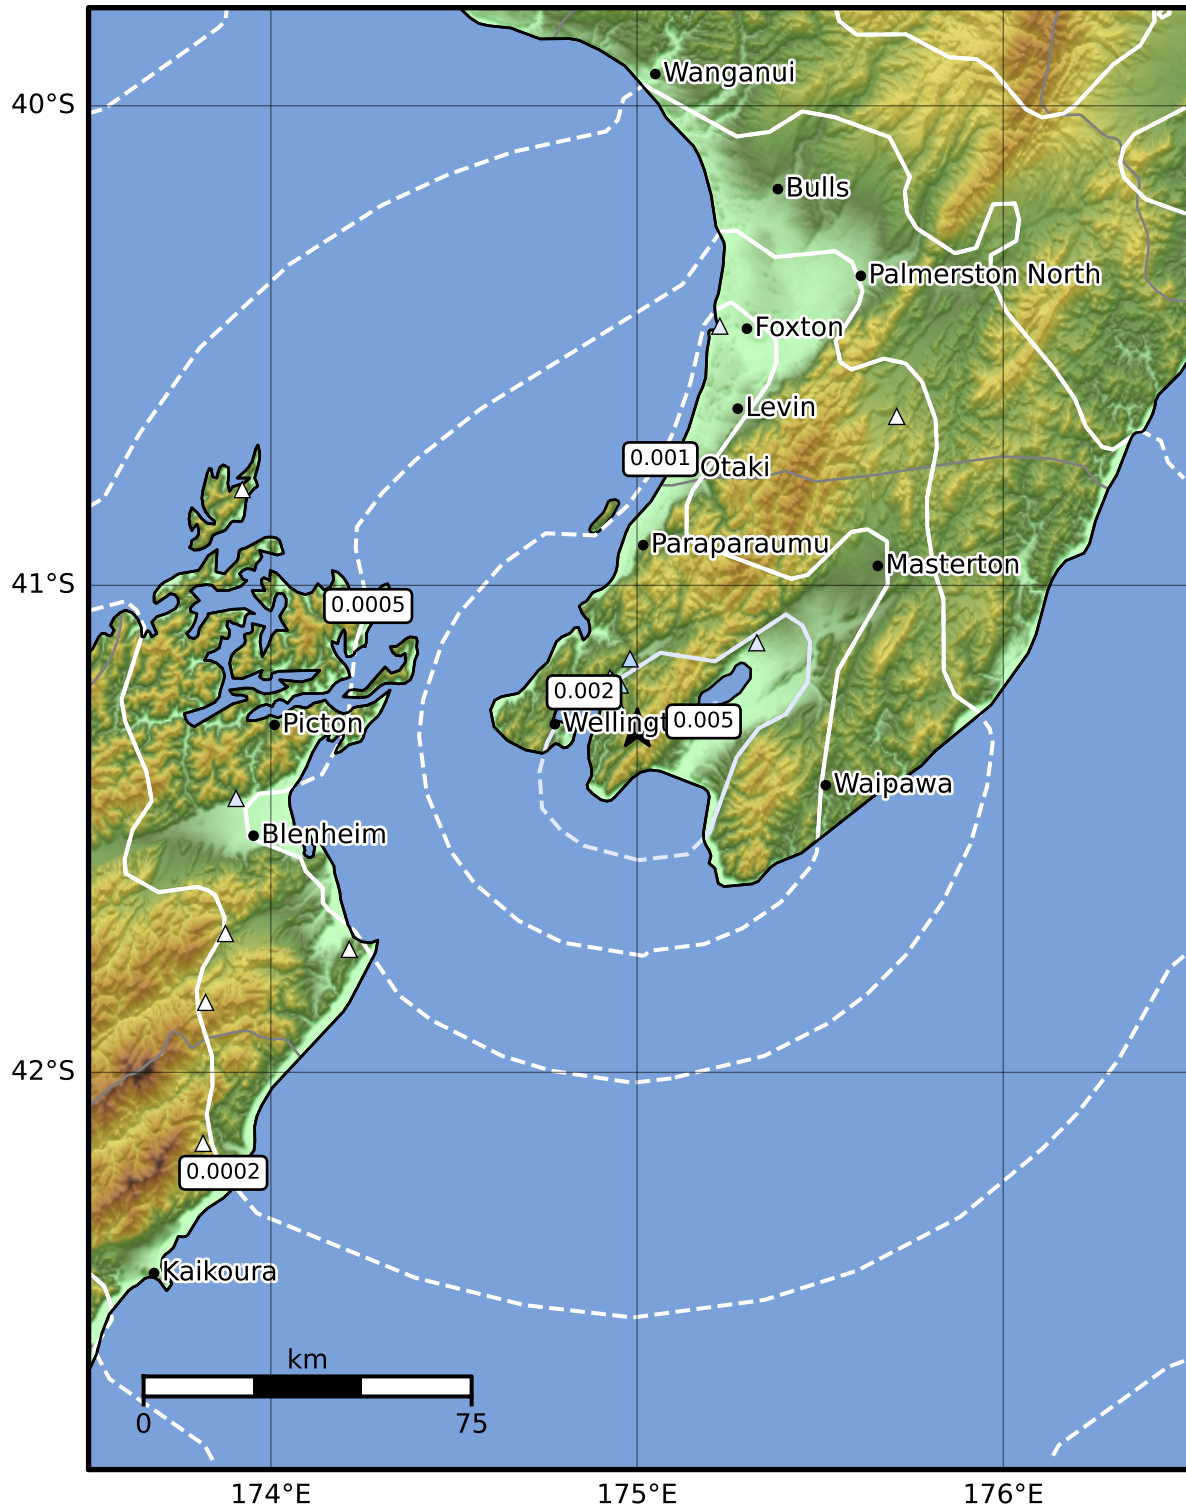 Wanganui
40°S
Bulls
Palmerston North
Foxton
Levin
0.001
Otaki
Paraparaumu
Masterton
41°S
0.0005
0.002
Wellingt
0.005
Picton
Waipawa
Blenheim
42°S
0.0002
Kaikoura
km
0
75
174°E
175°E
176°E